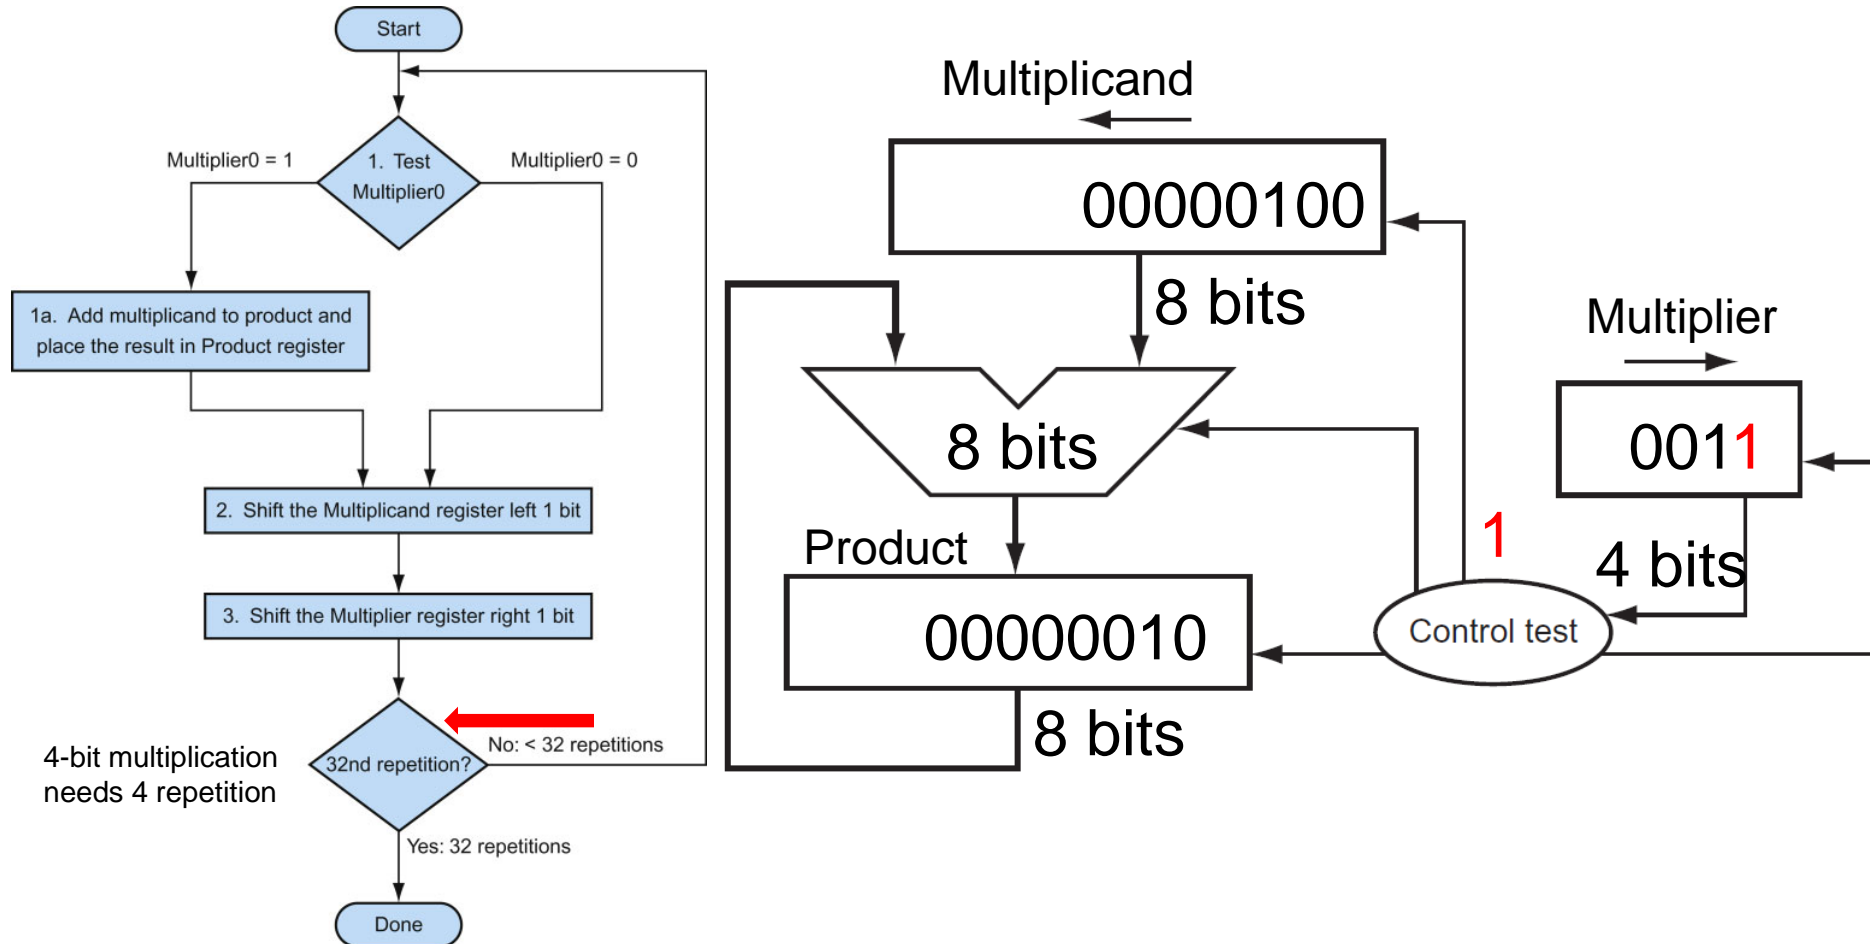 Start
Multiplier0 = 1
1. Test
Multiplier0
Multiplier0 = 0
1a. Add multiplicand to product and
place the result in Product register
2. Shift the Multiplicand register left 1 bit
3. Shift the Multiplier register right 1 bit
32nd repetition?
No: < 32 repetitions
4-bit multiplication
needs 4 repetition
Yes: 32 repetitions
Done
Multiplicand
00000100
8 bits
8 bits
Product
00000010
8 bits
Multiplier
0011
4 bits
1
Control test